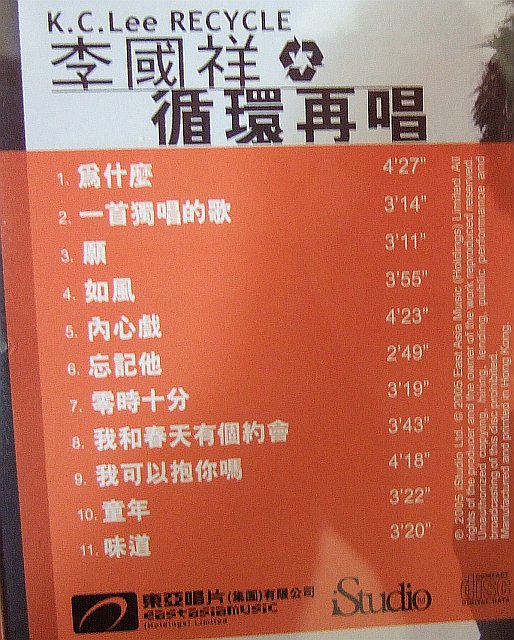 K.C.Lee RECYCLE
李國祥
循環再唱
1. 為什麼 4'27"
2. 一首獨唱的歌 3'14"
3. 願 3'11"
4. 如風 3'55"
5. 內心戲 4'23"
6. 忘記他 2'49"
7. 零時十分 3'19"
8. 我和春天有個約會 3'43"
9. 我可以抱你嗎 4'18"
10. 童年 3'22"
11. 味道 3'20"
℗ 2005 iStudio Ltd. © 2005 East Asia Music (Holdings) Limited. All
rights of the producer and the owner of the work reproduced reserved.
Unauthorized copying, hiring, lending, public performance and
broadcasting of this disc prohibited.
Manufactured and printed in Hong Kong.
東亞唱片(集團)有限公司
eastasiamusic
(Holdings) Limited
iStudio ltd
COMPACT
disc
DIGITAL DATA